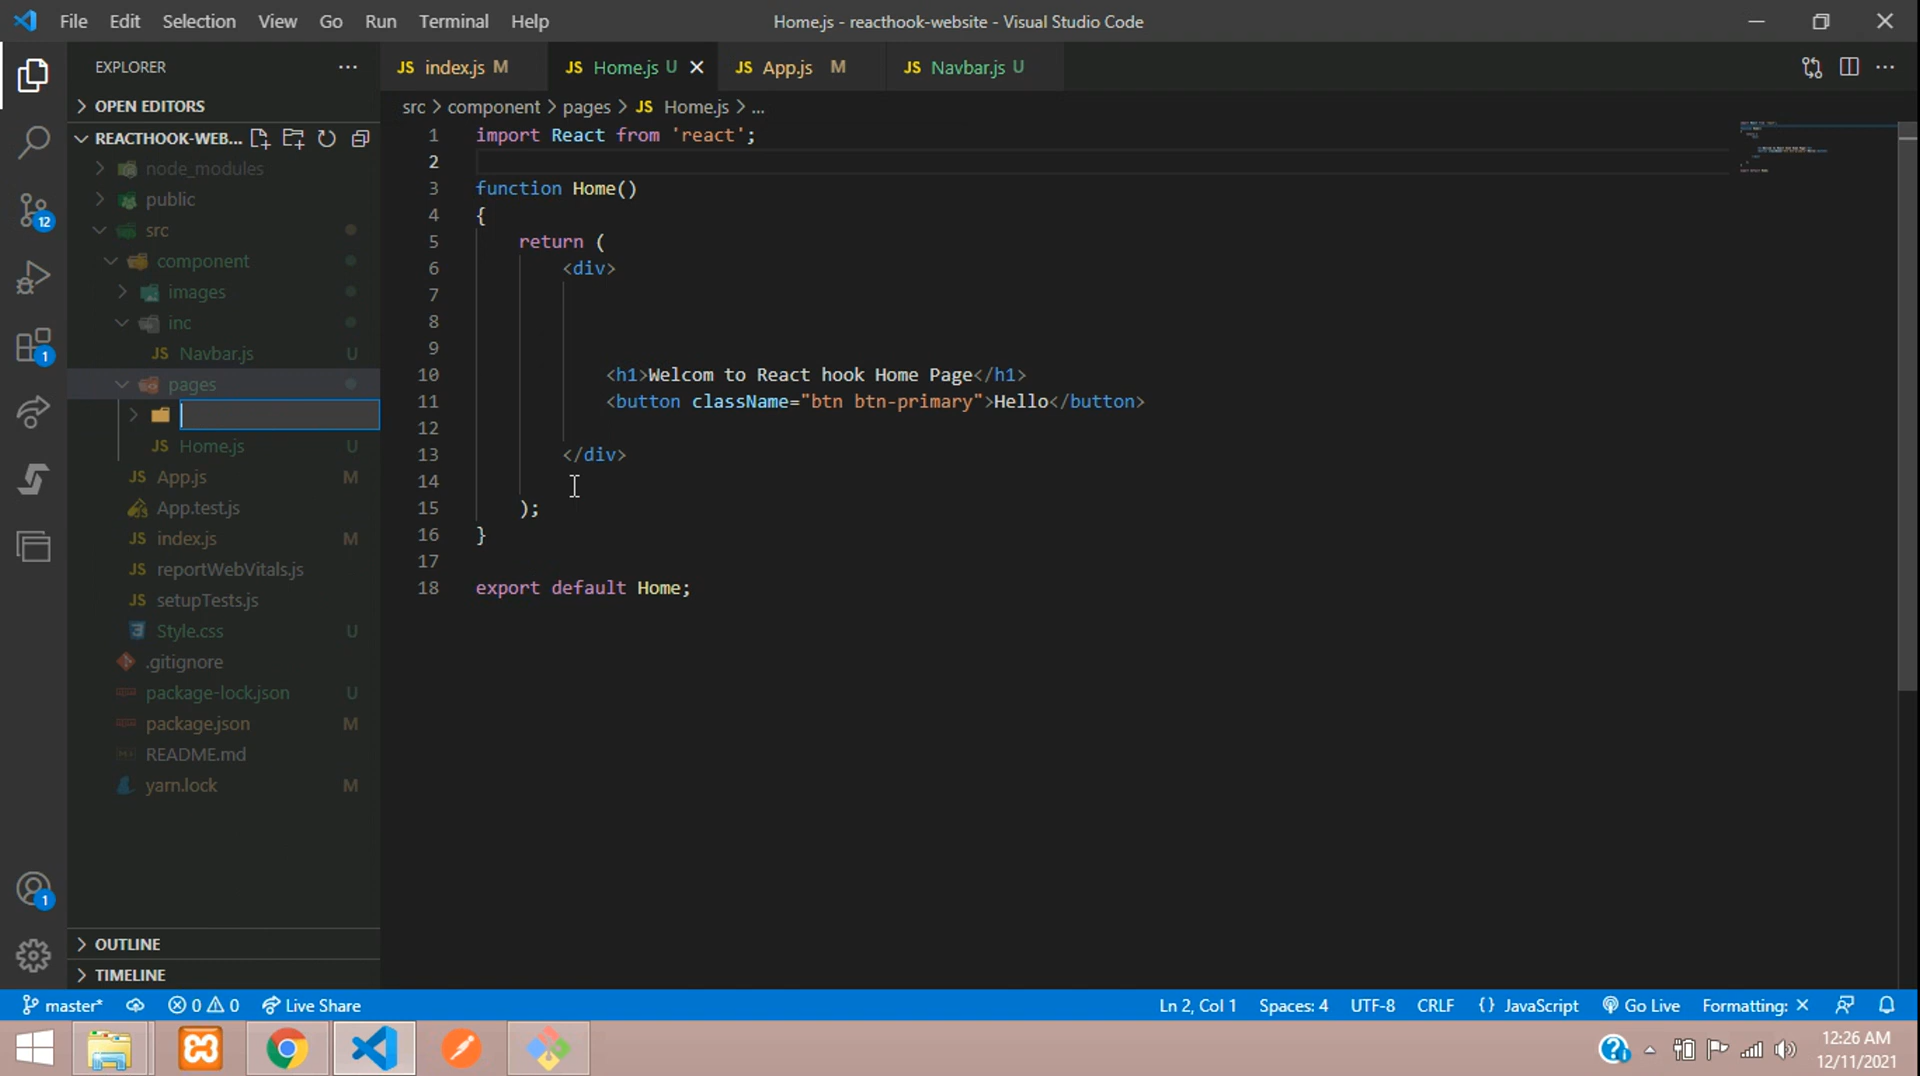 File Edit Selection View Go Run Terminal Help Home.js - reacthook-website - Visual Studio Code
EXPLORER
OPEN EDITORS
REACTHOOK-WEB...
node_modules
public
src
component
images
inc
JS Navbar.js U
pages
JS Home.js U
JS App.js M
App.test.js
JS index.js M
JS reportWebVitals.js
JS setupTests.js
Style.css U
.gitignore
package-lock.json U
package.json M
README.md
yarn.lock M
OUTLINE
TIMELINE
12
1
1
JS index.js M JS Home.js U JS App.js M JS Navbar.js U
src > component > pages > JS Home.js > ...
1 import React from 'react';
2
3 function Home()
4 {
5 return (
6 <div>
7
8
9
10 <h1>Welcom to React hook Home Page</h1>
11 <button className="btn btn-primary">Hello</button>
12
13 </div>
14
15 );
16 }
17
18 export default Home;
master* 0 0 Live Share Ln 2, Col 1 Spaces: 4 UTF-8 CRLF {} JavaScript Go Live Formatting: ×
12:26 AM
12/11/2021